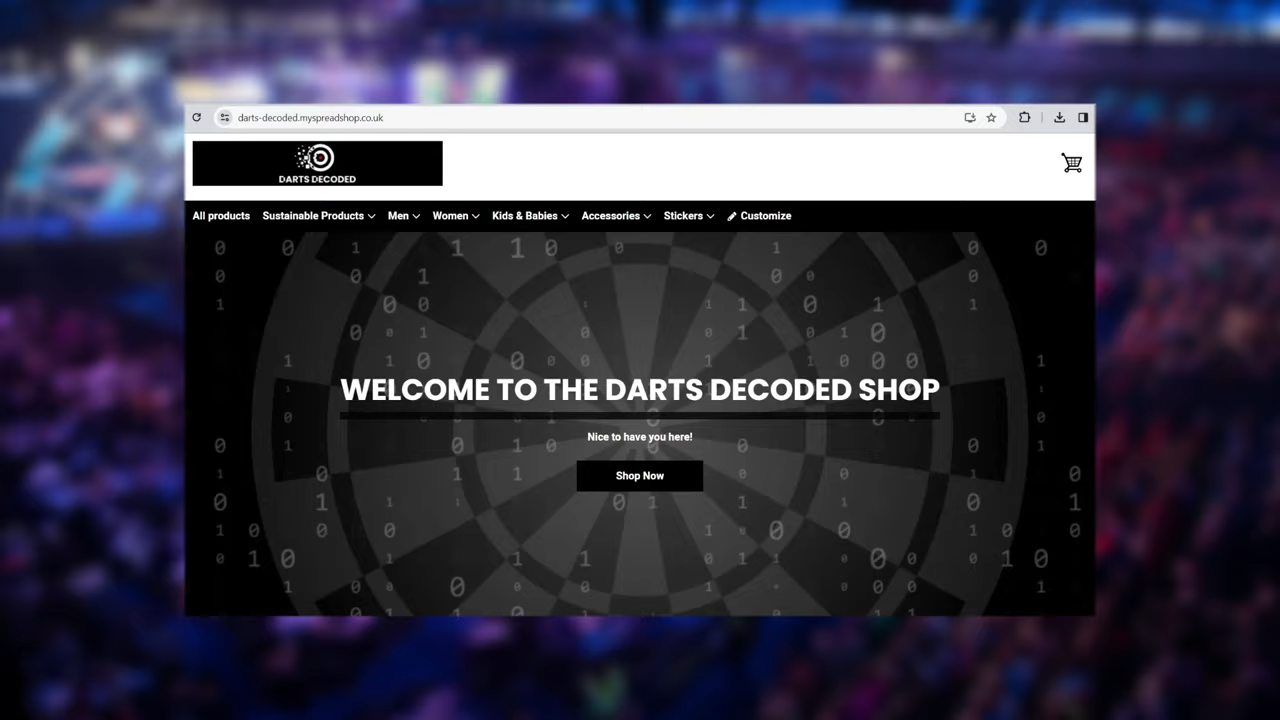 darts-decoded.myspreadshop.co.uk
DARTS DECODED
All products Sustainable Products Men Women Kids & Babies Accessories Stickers Customize
WELCOME TO THE DARTS DECODED SHOP
Nice to have you here!
Shop Now